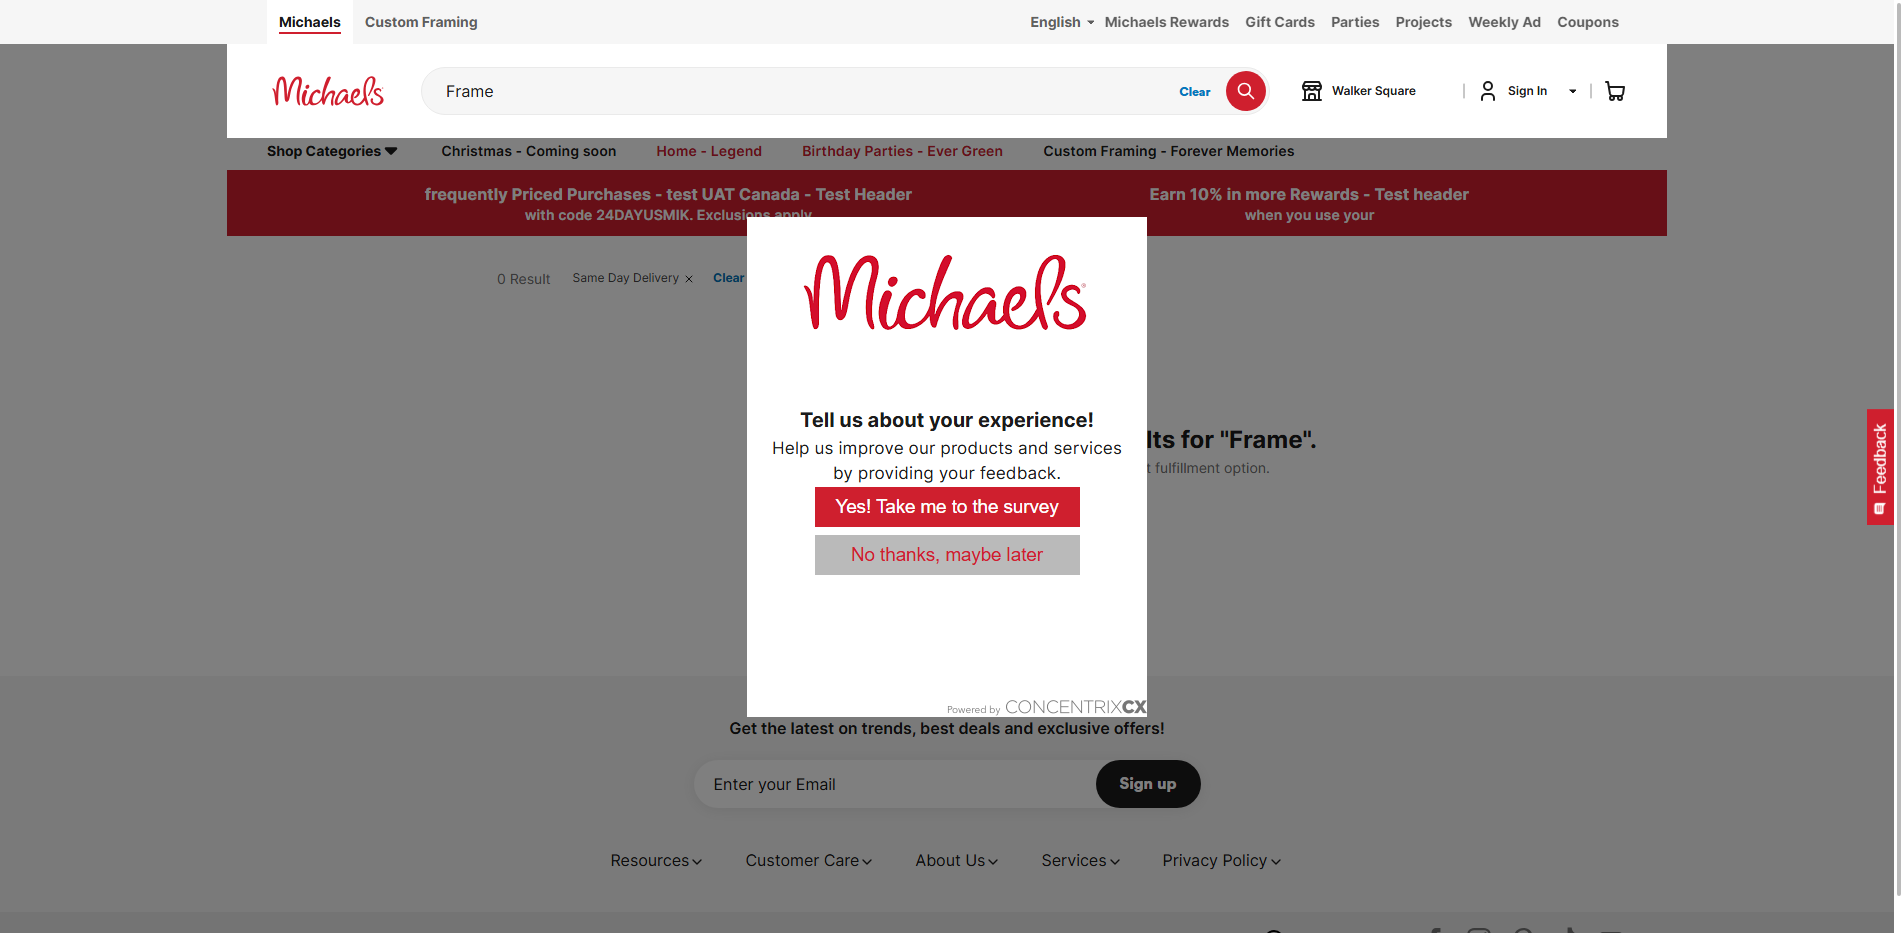 Michaels
Custom Framing
English
Michaels Rewards
Gift Cards
Parties
Projects
Weekly Ad
Coupons
Michaels
Frame
Clear
Walker Square
Sign In
Shop Categories
Christmas - Coming soon
Home - Legend
Birthday Parties - Ever Green
Custom Framing - Forever Memories
frequently Priced Purchases - test UAT Canada - Test Header
with code 24DAYUSMIK. Exclusions apply
Earn 10% in more Rewards - Test header
when you use your
0 Result
Same Day Delivery
Clear
Michaels
Tell us about your experience!
Help us improve our products and services
by providing your feedback.
Yes! Take me to the survey
No thanks, maybe later
Powered by CONCENTRIXCX
lts for "Frame".
t fulfillment option.
Feedback
Get the latest on trends, best deals and exclusive offers!
Enter your Email
Sign up
Resources
Customer Care
About Us
Services
Privacy Policy